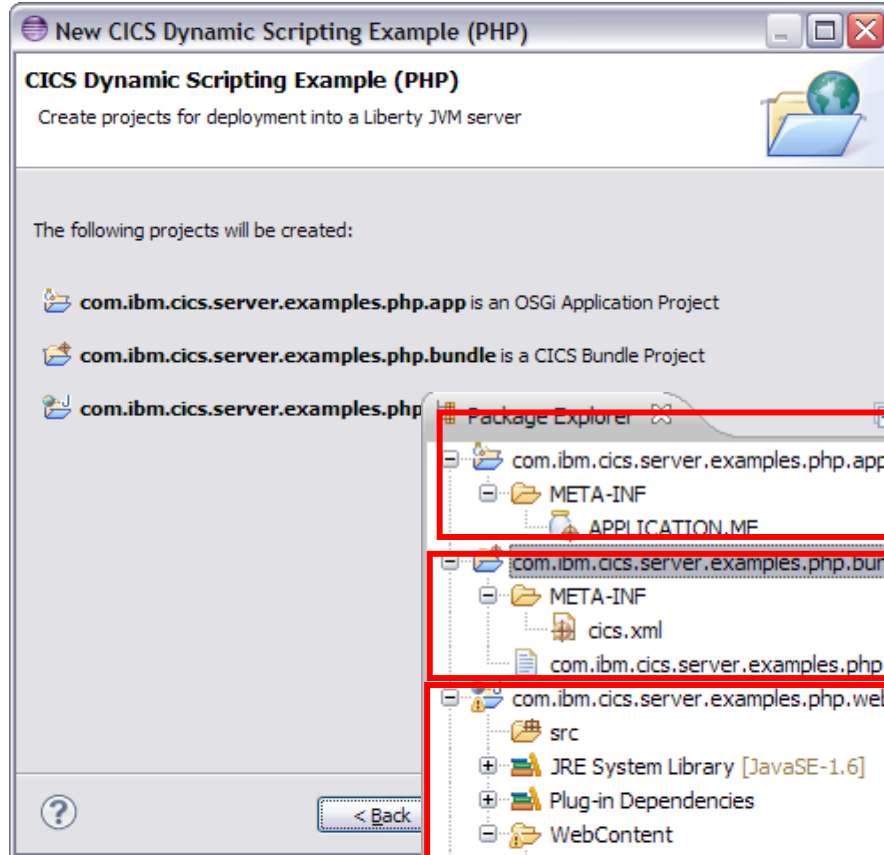 New CICS Dynamic Scripting Example (PHP)
CICS Dynamic Scripting Example (PHP)
Create projects for deployment into a Liberty JVM server
The following projects will be created:
com.ibm.cics.server.examples.php.app is an OSGi Application Project
com.ibm.cics.server.examples.php.bundle is a CICS Bundle Project
com.ibm.cics.server.examples.php
Package Explorer
com.ibm.cics.server.examples.php.app
META-INF
APPLICATION.MF
com.ibm.cics.server.examples.php.bun
META-INF
cics.xml
com.ibm.cics.server.examples.php
com.ibm.cics.server.examples.php.web
src
JRE System Library [JavaSE-1.6]
Plug-in Dependencies
WebContent
? < Back